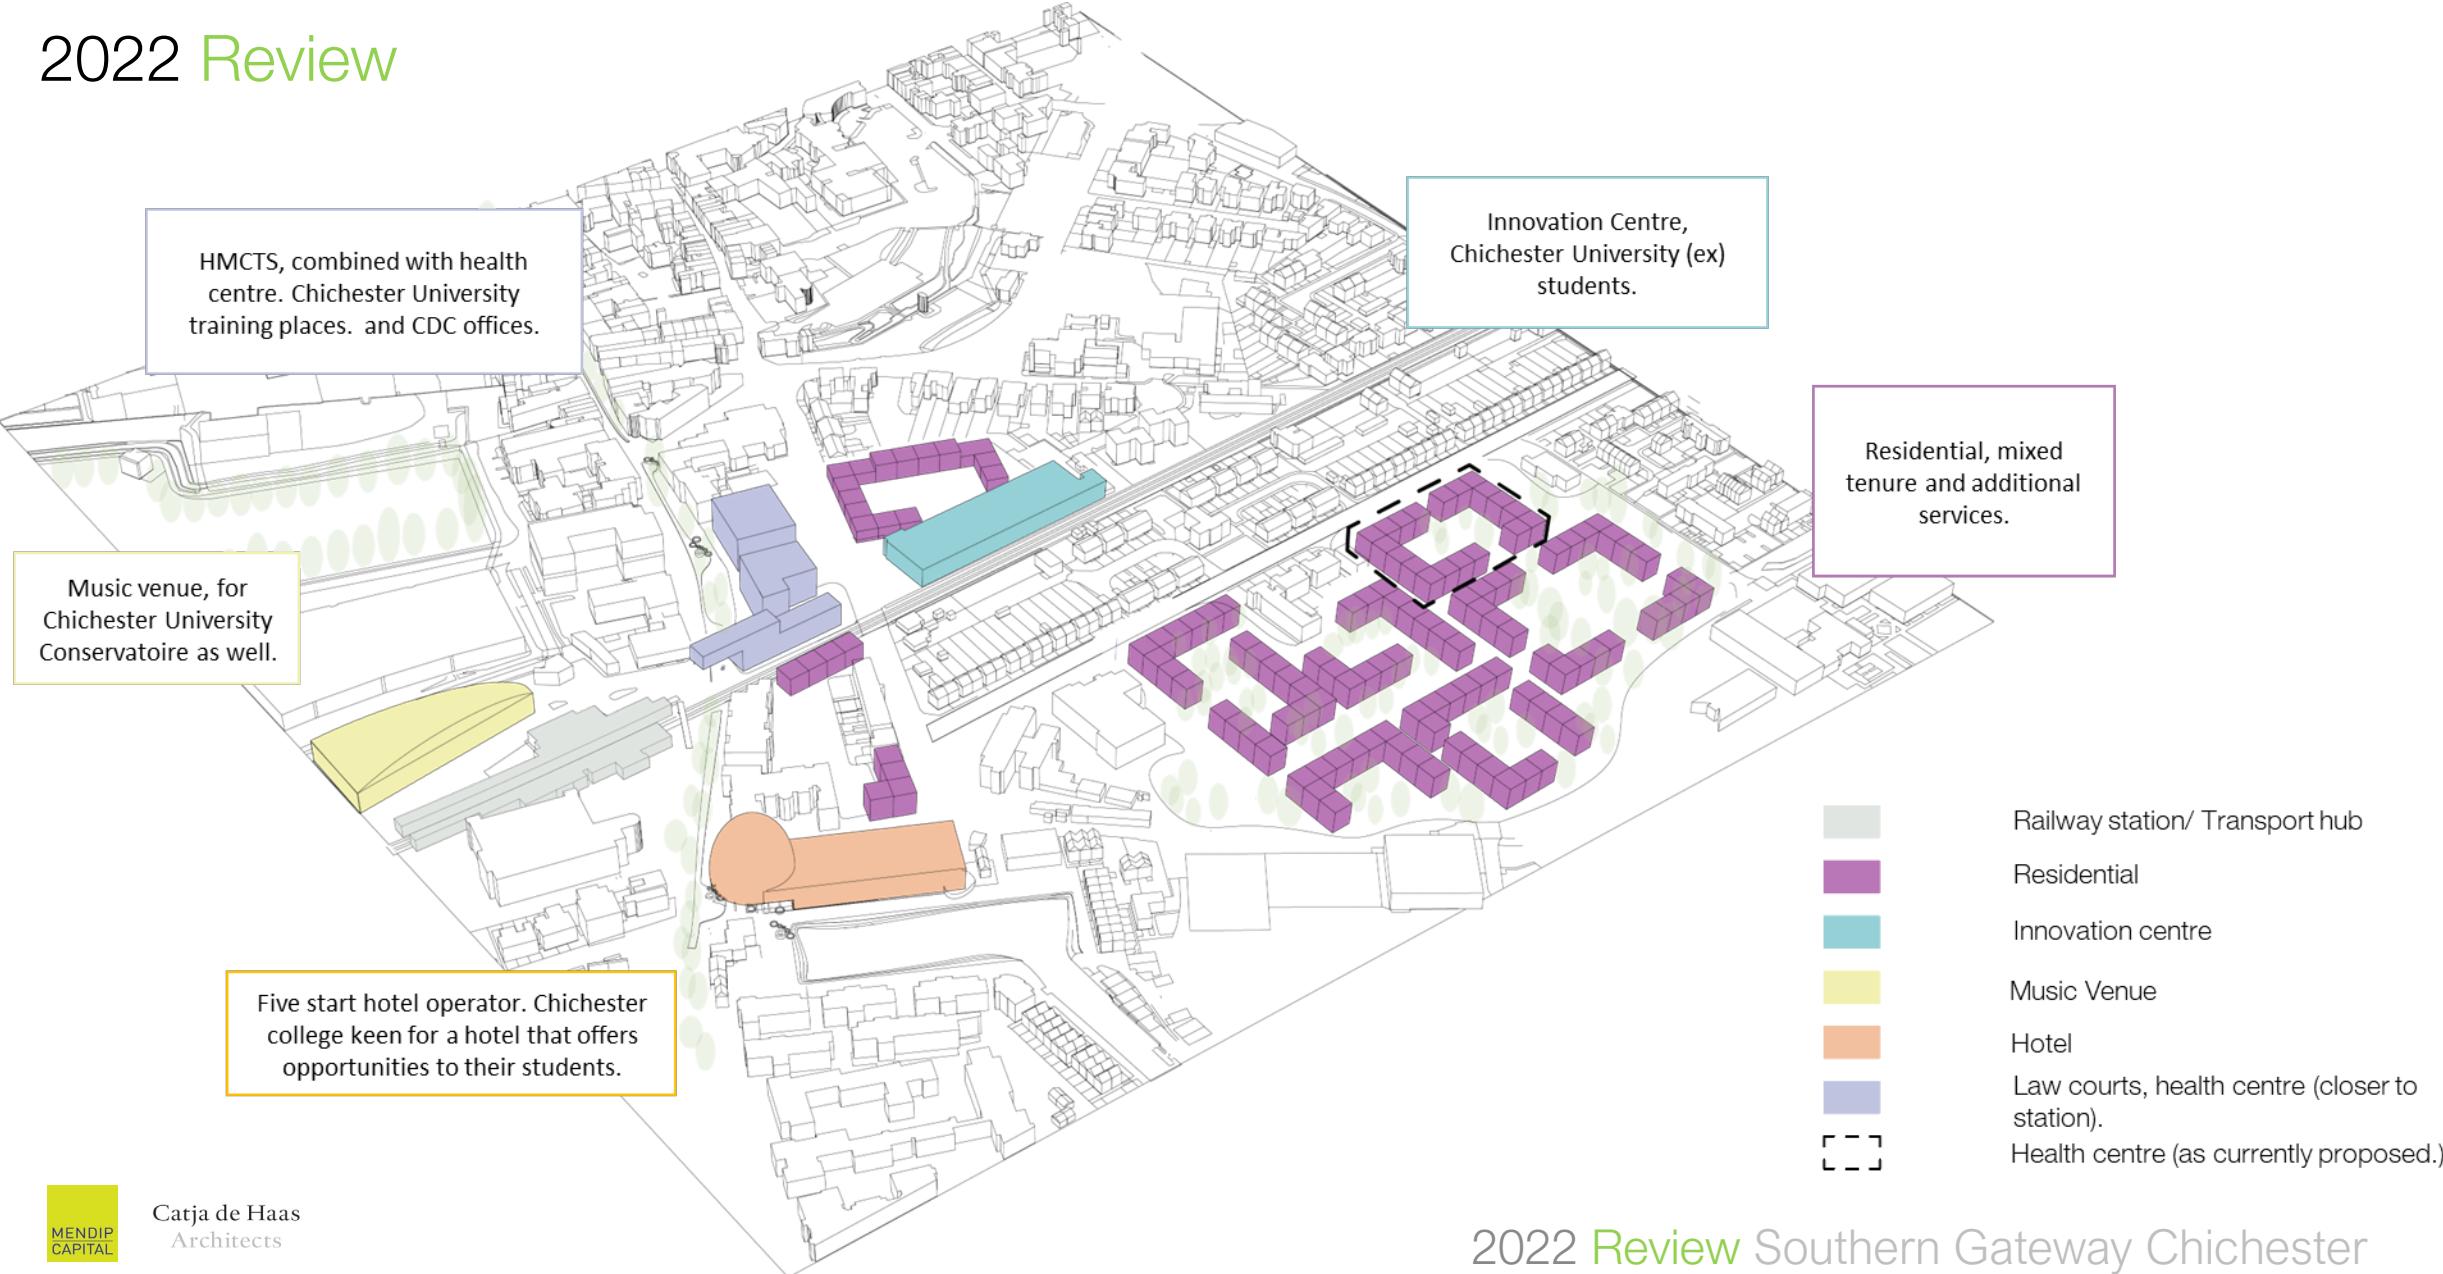 2022 Review
HMCTS, combined with health
centre. Chichester University
training places.  and CDC offices.
Innovation Centre,
Chichester University (ex)
students.
Residential, mixed
tenure and additional
services.
Music venue, for
Chichester University
Conservatoire as well.
Five start hotel operator. Chichester
college keen for a hotel that offers
opportunities to their students.
Railway station/ Transport hub
Residential
Innovation centre
Music Venue
Hotel
Law courts, health centre (closer to
station).
Health centre (as currently proposed.)
MENDIP
CAPITAL
Catja de Haas
Architects
2022 Review Southern Gateway Chichester